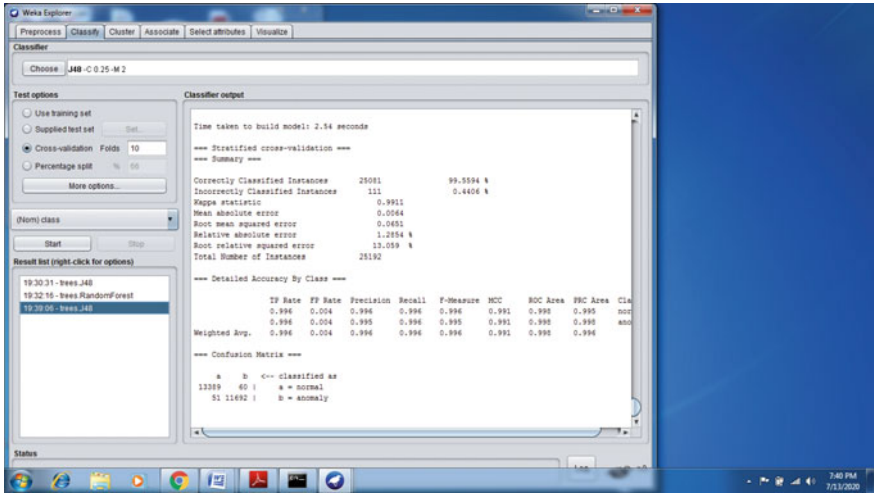 Weka Explorer
Preprocess Classify Cluster Associate Select attributes Visualize
Classifier
Choose J48 -C 0.25 -M 2
Test options
Use training set
Supplied test set Set...
Cross-validation Folds 10
Percentage split % 66
More options...
(Nom) class
Start Stop
Result list (right-click for options)
19:30:31 - trees.J48
19:32:16 - trees.RandomForest
19:39:06 - trees.J48
Classifier output
Time taken to build model: 2.54 seconds
=== Stratified cross-validation ===
=== Summary ===
Correctly Classified Instances 25081 99.5594 %
Incorrectly Classified Instances 111 0.4406 %
Kappa statistic 0.9911
Mean absolute error 0.0064
Root mean squared error 0.0651
Relative absolute error 1.2854 %
Root relative squared error 13.059 %
Total Number of Instances 25192
=== Detailed Accuracy By Class ===
TP Rate FP Rate Precision Recall F-Measure MCC ROC Area PRC Area Cla
0.996 0.004 0.996 0.996 0.996 0.991 0.998 0.995 nor
0.996 0.004 0.995 0.996 0.995 0.991 0.998 0.998 ano
Weighted Avg. 0.996 0.004 0.996 0.996 0.996 0.991 0.998 0.996
=== Confusion Matrix ===
a b <-- classified as
13389 60 | a = normal
51 11692 | b = anomaly
Status
7:40 PM
7/13/2020